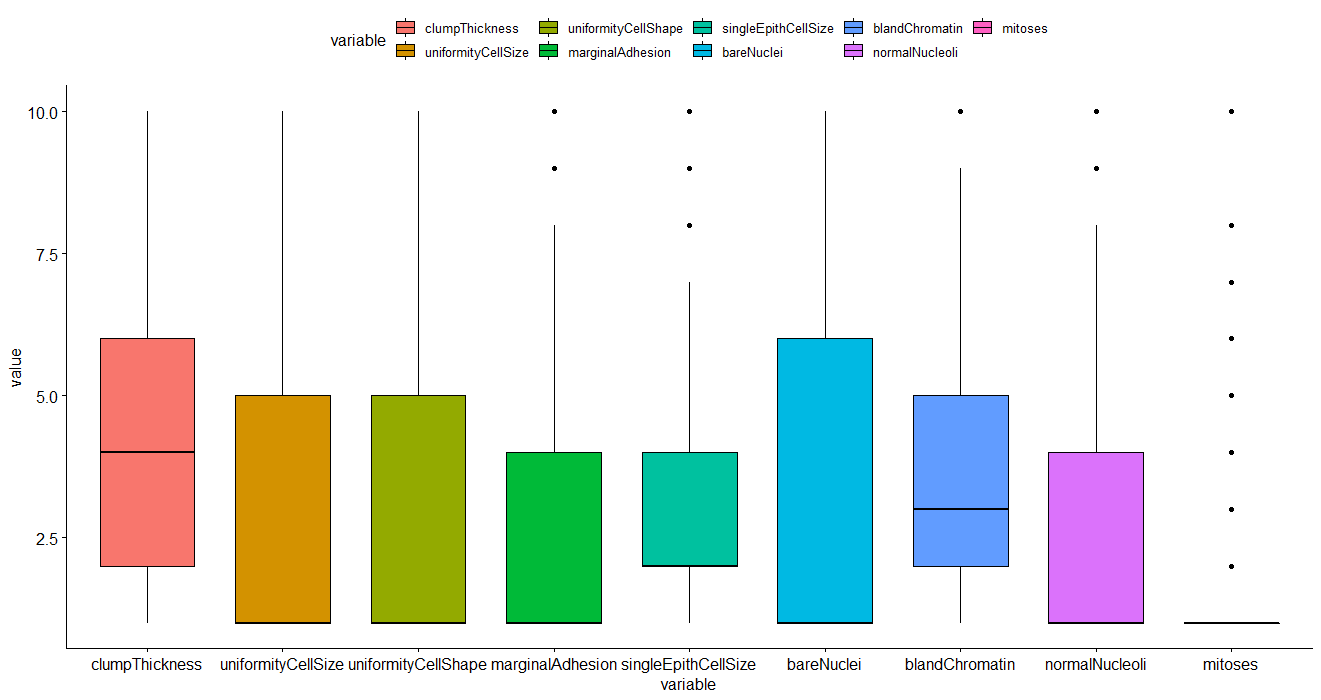 variable
clumpThickness uniformityCellShape singleEpithCellSize blandChromatin mitoses
uniformityCellSize marginalAdhesion bareNuclei normalNucleoli
10.0
7.5
5.0
2.5
value
clumpThickness uniformityCellSize uniformityCellShape marginalAdhesion singleEpithCellSize bareNuclei blandChromatin normalNucleoli mitoses
variable